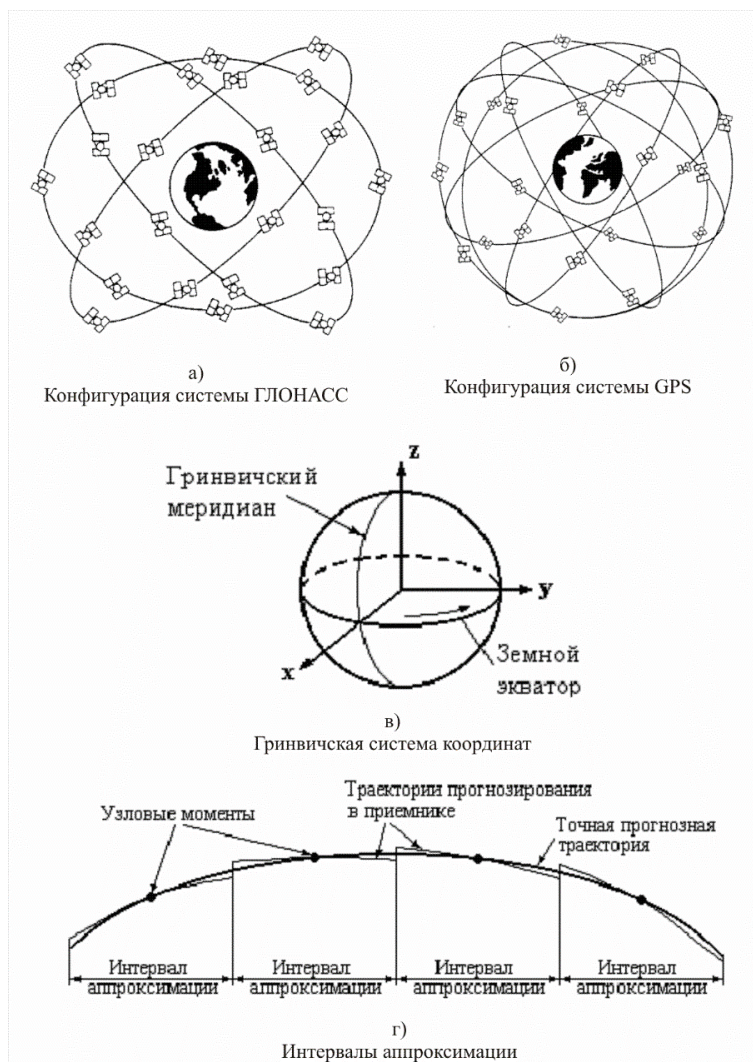 а)
Конфигурация системы ГЛОНАСС
б)
Конфигурация системы GPS
Гринвичский
меридиан
z
y
x
Земной
экватор
в)
Гринвичская система координат
Узловые моменты
Траектории прогнозирования
в приемнике
Точная прогнозная
траектория
Интервал
аппроксимации
Интервал
аппроксимации
Интервал
аппроксимации
Интервал
аппроксимации
г)
Интервалы аппроксимации